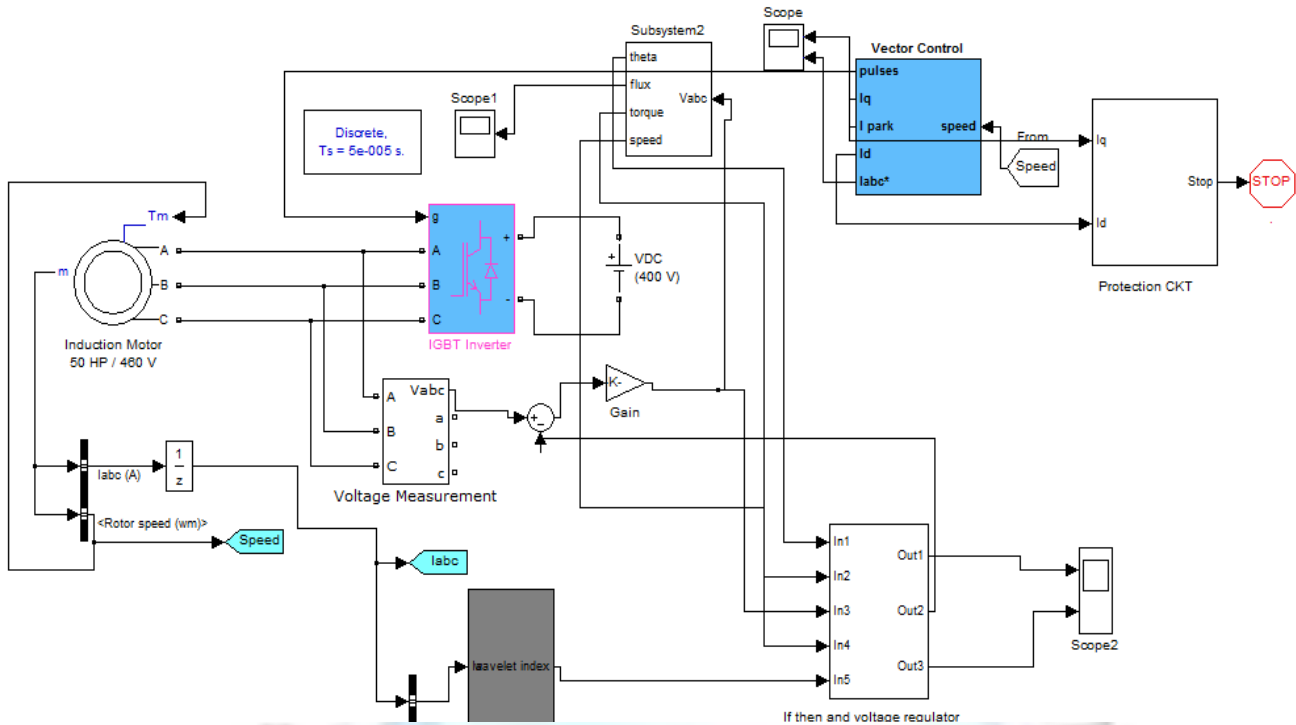 Scope
Subsystem2
Vector Control
theta
flux
torque
speed
Vabc
pulses
Iq
I park
Id
Iabc*
speed
From
Speed
Iq
Id
Stop
STOP
Protection CKT
Scope1
Discrete,
Ts = 5e-005 s.
Tm
m
A
B
C
Induction Motor
50 HP / 460 V
g
A
B
C
+
-
IGBT Inverter
+
VDC
(400 V)
A
B
C
Vabc
a
b
c
Voltage Measurement
+
-
K-
Gain
Iabc (A)
1
z
<Rotor speed (wm)>
Speed
Iabc
index
In1
In2
In3
In4
In5
Out1
Out2
Out3
Scope2
If then and voltage regulator